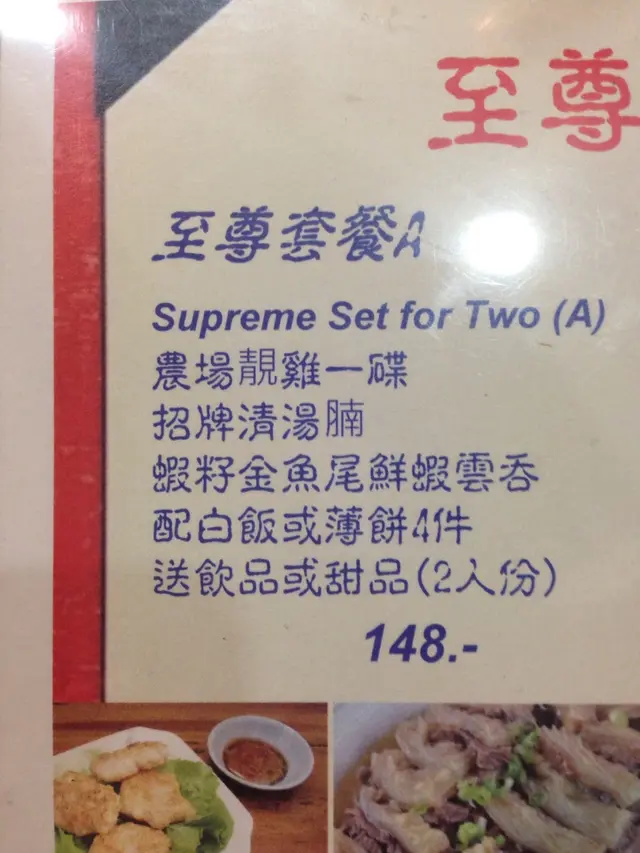 至尊
至尊套餐A
Supreme Set for Two (A)
農場靚雞一碟
招牌清湯腩
蝦籽金魚尾鮮蝦雲呑
配白飯或薄餅4件
送飲品或甜品(2人份)
148.-